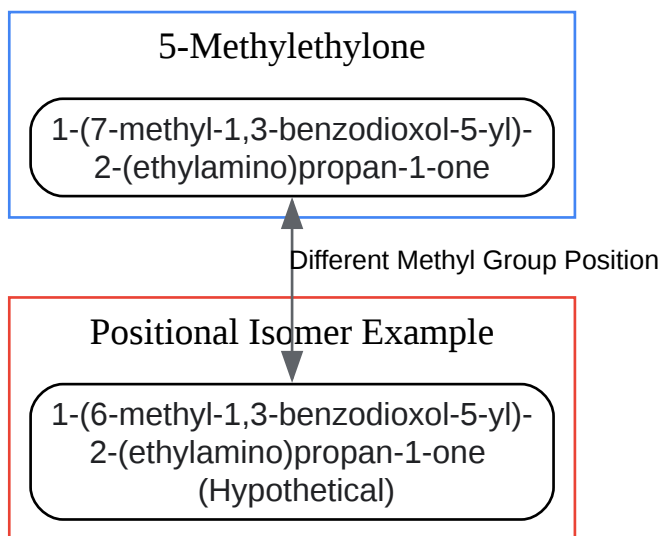 5-Methylethylone
1-(7-methyl-1,3-benzodioxol-5-yl)-
2-(ethylamino)propan-1-one
Different Methyl Group Position
Positional Isomer Example
1-(6-methyl-1,3-benzodioxol-5-yl)-
2-(ethylamino)propan-1-one
(Hypothetical)